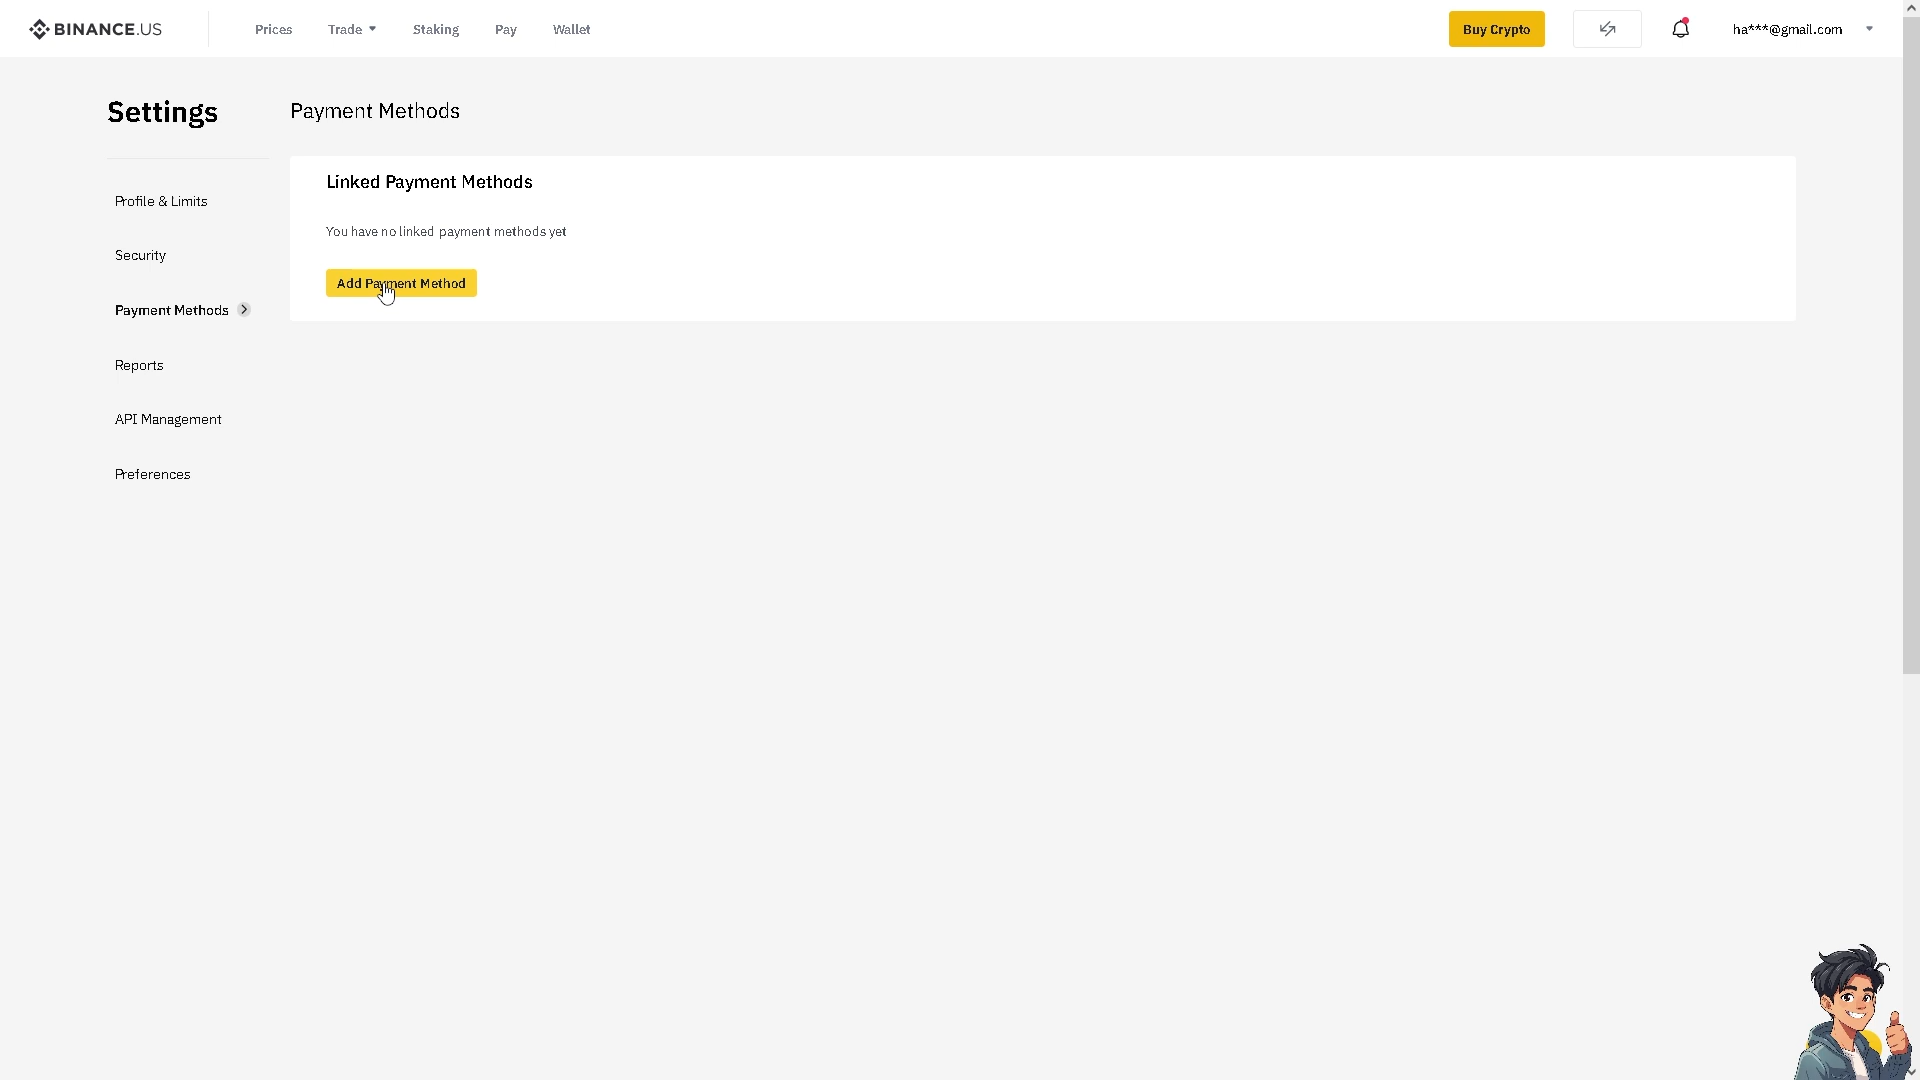 BINANCE.US
Prices
Trade
Staking
Pay
Wallet
Buy Crypto
ha***@gmail.com
Settings
Payment Methods
Linked Payment Methods
You have no linked payment methods yet
Add Payment Method
Profile & Limits
Security
Payment Methods
Reports
API Management
Preferences